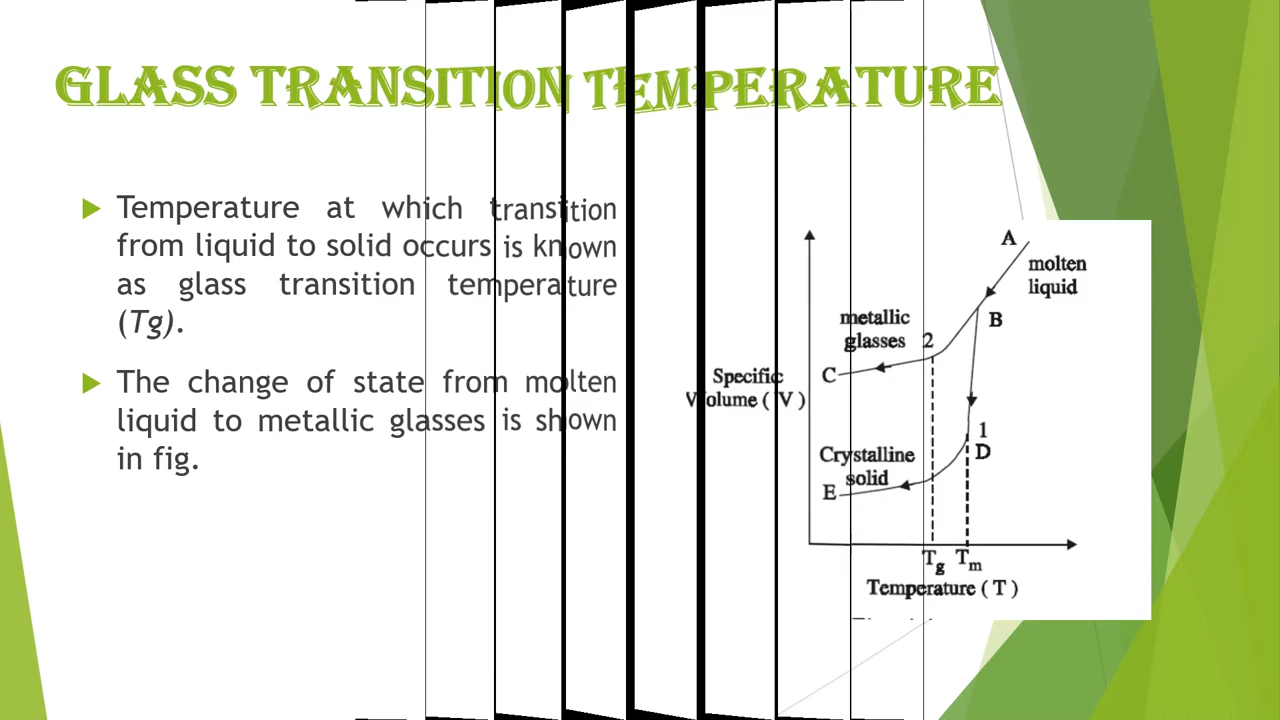 GLASS TRANSITION TEMPERATURE
Temperature at which transition
from liquid to solid occurs is known
as glass transition temperature
(Tg).
The change of state from molten
liquid to metallic glasses is shown
in fig.
A
molten
liquid
B
metallic
glasses 2
C
Specific
Volume ( V )
1
D
Crystalline
solid
E
Tg Tm
Temperature ( T )